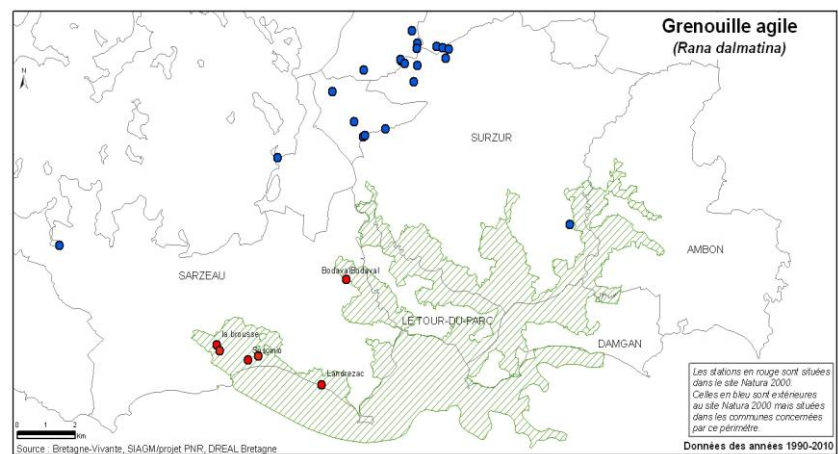 Grenouille agile
(Rana dalmatina)
N
SURZUR
AMBON
SARZEAU
BodavalBodaval
LE TOUR-DU-PARC
DAMGAN
la brousse
Suscinio
Landrezac
Les stations en rouge sont situées
dans le site Natura 2000.
Celles en bleu sont extérieures
au site Natura 2000 mais situées
dans les communes concernées
par ce périmètre.
0 1 2
Km
Source : Bretagne-Vivante, SIAGM/projet PNR, DREAL Bretagne
Données des années 1990-2010